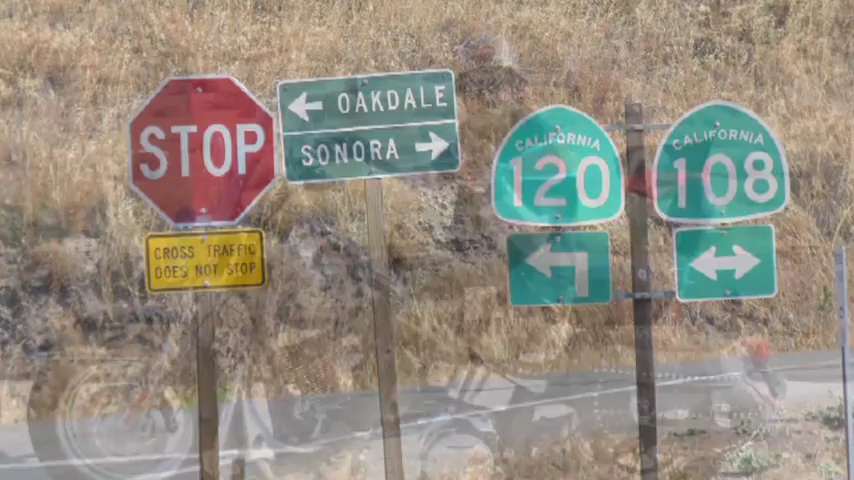 STOP
CROSS TRAFFIC
DOES NOT STOP
OAKDALE
SONORA
CALIFORNIA
120
CALIFORNIA
108